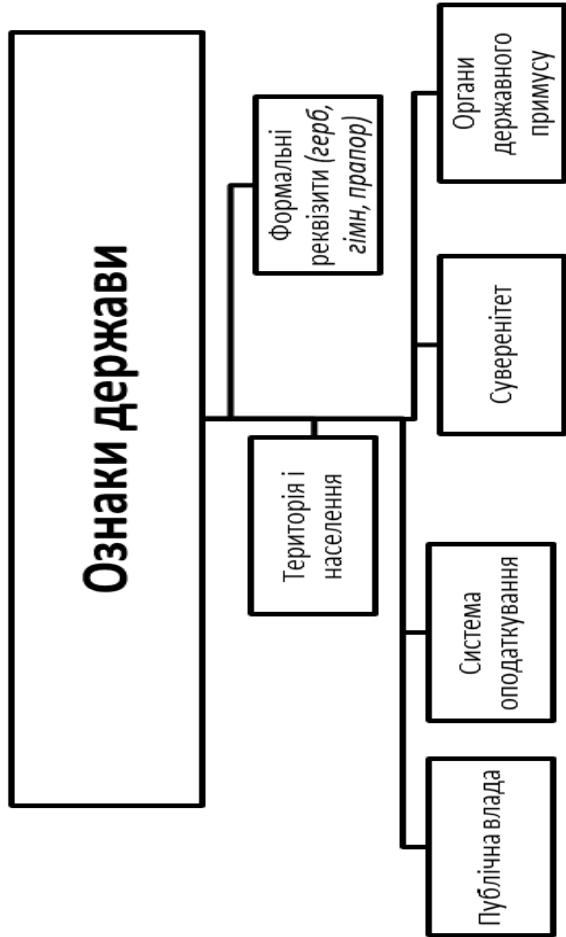 Ознаки держави
Територія і
населення
Формальні
реквізити (герб,
гімн, прапор)
Публічна влада
Система
оподаткування
Суверенітет
Органи
державного
примусу